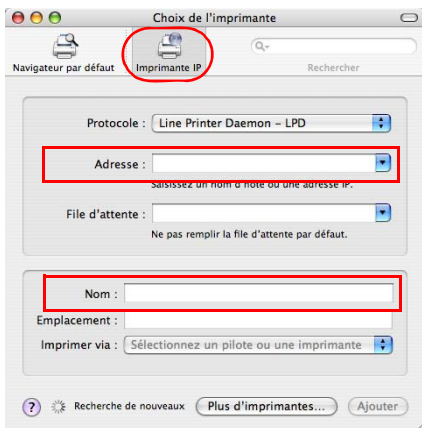 Choix de l'imprimante
Navigateur par défaut
Imprimante IP
Rechercher
Protocole : Line Printer Daemon – LPD
Adresse :
Saisissez un nom d'hôte ou une adresse IP.
File d'attente :
Ne pas remplir la file d'attente par défaut.
Nom :
Emplacement :
Imprimer via : Sélectionnez un pilote ou une imprimante
? Recherche de nouveaux Plus d'imprimantes... Ajouter